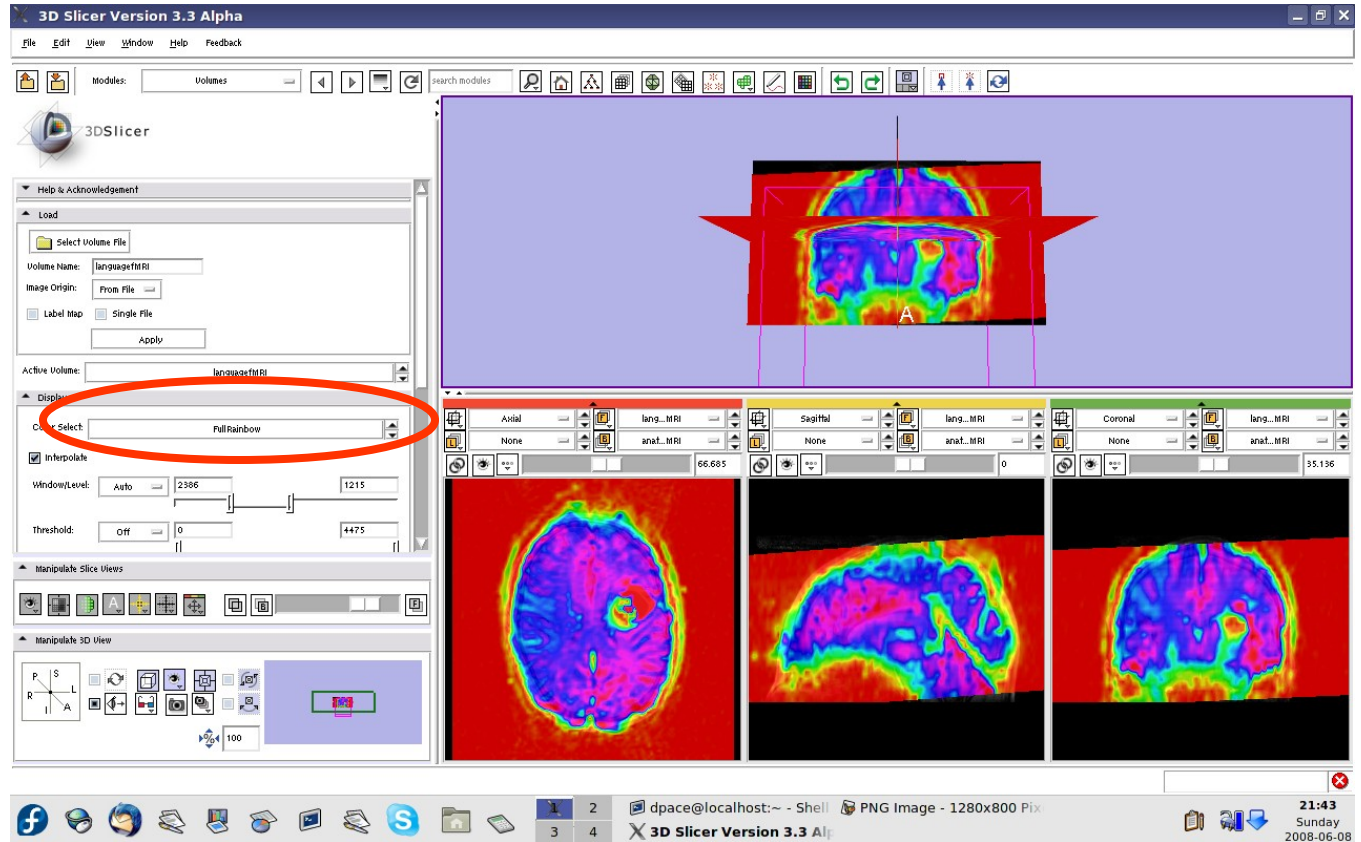 3D Slicer Version 3.3 Alpha
File Edit View Window Help Feedback
Modules: Volumes search modules
3DSlicer
Help & Acknowledgement
Load
Select Volume File
Volume Name: languagefMRI
Image Origin: From File
Label Map Single File
Apply
Active Volume: languagefMRI
Display
Color Select: FullRainbow
Interpolate
Window/Level: Auto 2386 1215
Threshold: Off 0 4475
Manipulate Slice Views
A
B F
Manipulate 3D View
P S
R L
I A
% 100
A
Axial F lang...MRI
L None B anat...MRI
66.685
Sagittal F lang...MRI
L None B anat...MRI
0
Coronal F lang...MRI
L None B anat...MRI
35.136
1 2
3 4
dpace@localhost:~ - Shell
PNG Image - 1280x800 Pix
3D Slicer Version 3.3 Alp
21:43
Sunday
2008-06-08